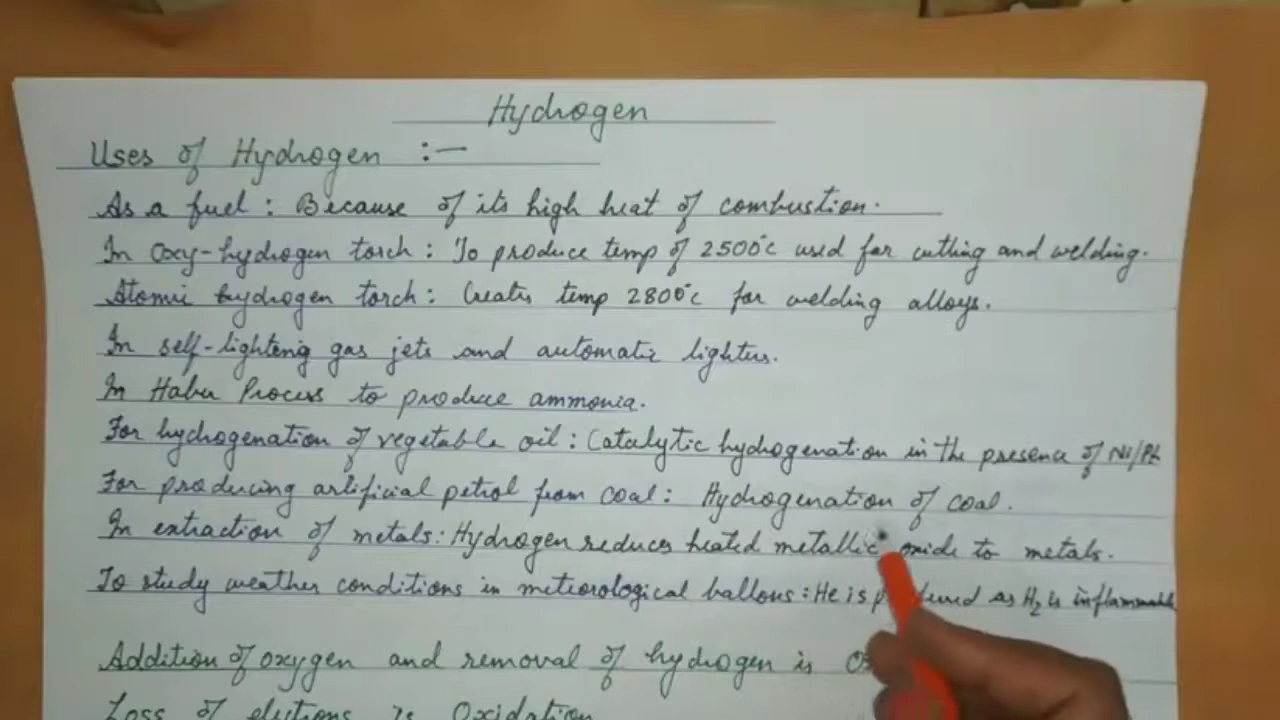 Hydrogen
Uses of Hydrogen :-
As a fuel : Because of its high heat of combustion.
In Oxy-hydrogen torch : To produce temp of 2500°c used for cutting and welding.
Atomic hydrogen torch : Creates temp 2800°c for welding alloys.
In self-lighting gas jets and automatic lighters.
In Haber Process to produce ammonia.
For hydrogenation of vegetable oil : Catalytic hydrogenation in the presence of Ni/Pt
For producing artificial petrol from coal : Hydrogenation of coal.
In extraction of metals : Hydrogen reduces heated metallic oxide to metals.
To study weather conditions in meteorological ballons : He is as H₂ is inflammable
Addition of oxygen and removal of hydrogen is
Loss of electrons is Oxidation